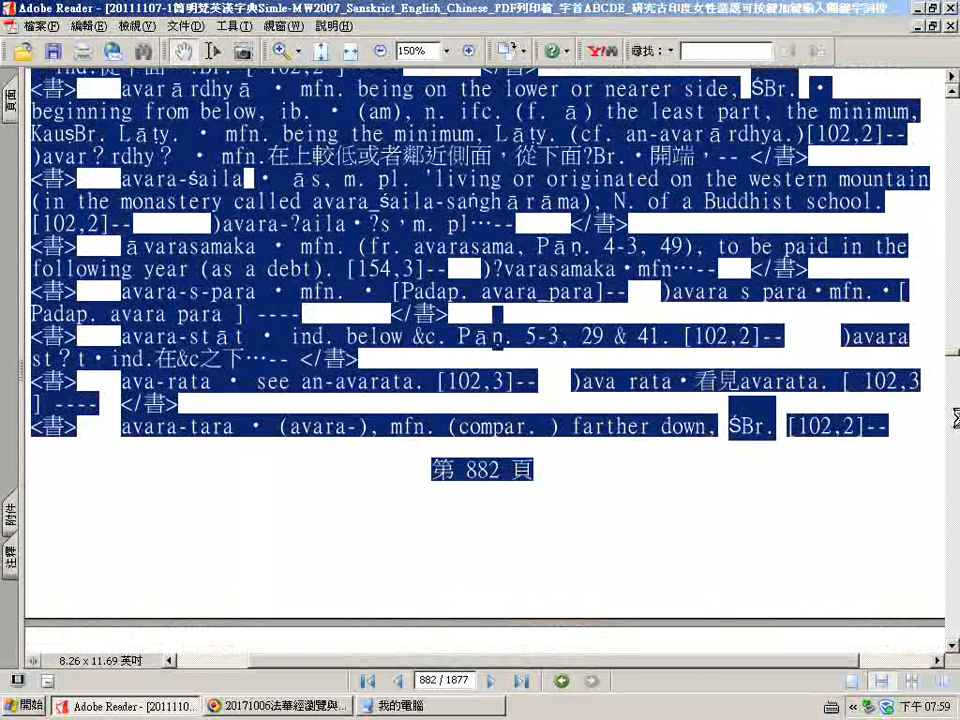 Adobe Reader - [20111107-1簡明梵英漢字典Simle-MW2007_Sanskrict_English_Chinese_PDF列印檔_字首ABCDE_研究古印度女性議題可按
檔案(F) 編輯(E) 檢視(V) 文件(D) 工具(T) 視窗(W) 說明(H)
150% Y! 尋找:
頁面
<書> avarārdhyā • mfn. being on the lower or nearer side, ŚBr. •
beginning from below, ib. • (am), n. ifc. (f. ā) the least part, the minimum,
KauṣBr. Lāṭy. • mfn. being the minimum, Lāṭy. (cf. an-avarārdhya.)[102,2]--
)avar？rdhy？ • mfn.在上較低或者鄰近側面，從下面?Br.•開端，-- </書>
<書> avara-śaila • ās, m. pl. 'living or originated on the western mountain
(in the monastery called avara_śaila-saṅghārāma), N. of a Buddhist school.
[102,2]-- )avara-?aila•?s，m. pl…-- </書>
<書> āvarasamaka • mfn. (fr. avarasama, Pāṇ. 4-3, 49), to be paid in the
following year (as a debt). [154,3]-- )?varasamaka•mfn…-- </書>
<書> avara-s-para • mfn. • [Padap. avara_para]-- )avara s para•mfn.•[
Padap. avara para ] ---- </書>
<書> avara-stāt • ind. below &c. Pāṇ. 5-3, 29 & 41. [102,2]-- )avara
st？t•ind.在&c之下…-- </書>
<書> ava-rata • see an-avarata. [102,3]-- )ava rata•看見avarata. [ 102,3
] ---- </書>
<書> avara-tara • (avara-), mfn. (compar. ) farther down, ŚBr. [102,2]--
第 882 頁
附件
注釋
8.26 x 11.69 英吋
882 / 1877
開始 Adobe Reader - [2011110... 20171006法華經瀏覽與... 我的電腦 下午 07:59